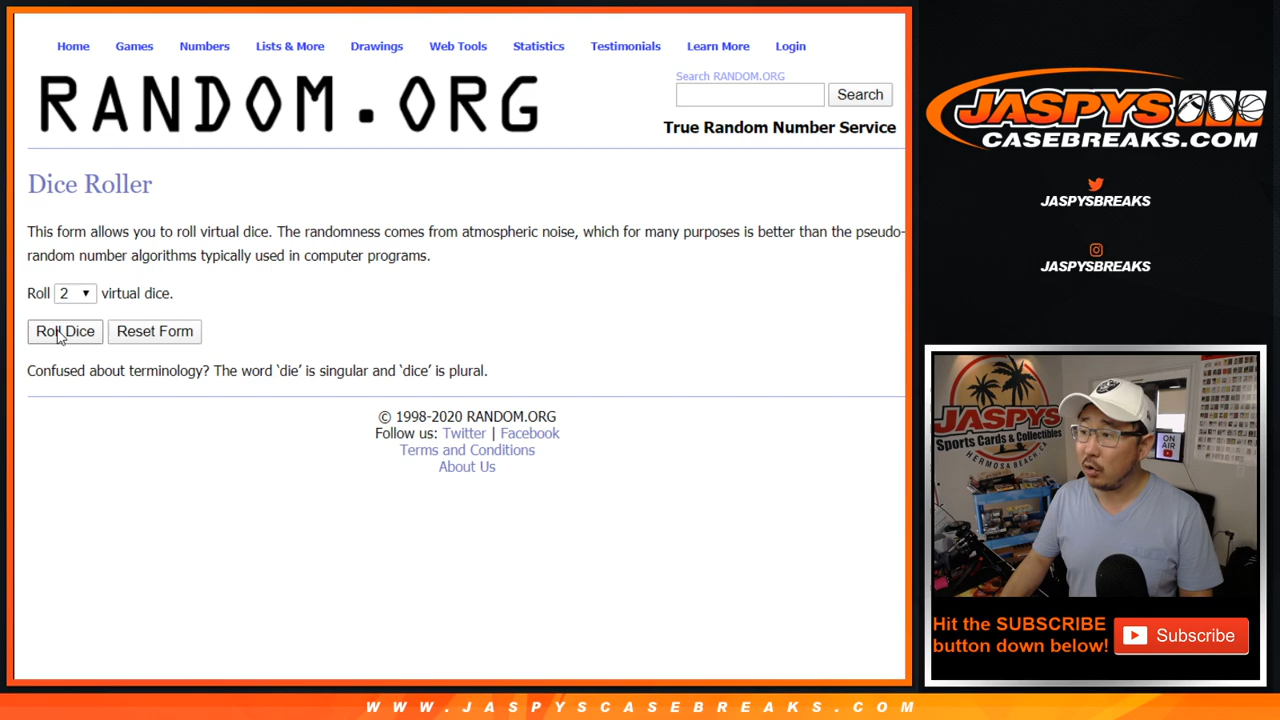 Home Games Numbers Lists & More Drawings Web Tools Statistics Testimonials Learn More Login
RANDOM.ORG
Search RANDOM.ORG
Search
True Random Number Service
Dice Roller
This form allows you to roll virtual dice. The randomness comes from atmospheric noise, which for many purposes is better than the pseudo-
random number algorithms typically used in computer programs.
Roll 2 virtual dice.
Roll Dice Reset Form
Confused about terminology? The word ‘die’ is singular and ‘dice’ is plural.
© 1998-2020 RANDOM.ORG
Follow us: Twitter | Facebook
Terms and Conditions
About Us
JASPYS
CASEBREAKS.COM
JASPYSBREAKS
JASPYSBREAKS
JASPYS
Sports Cards & Collectibles
HERMOSA BEACH, CA
ON
AIR
Hit the SUBSCRIBE
button down below!
Subscribe
WWW.JASPYSCASEBREAKS.COM